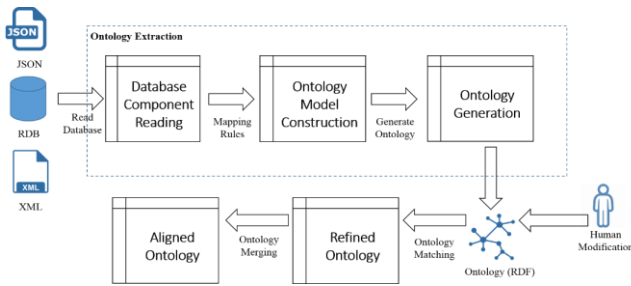 JSON
JSON
Ontology Extraction
RDB
Read
Database
Database
Component
Reading
Mapping
Rules
Ontology
Model
Construction
Generate
Ontology
Ontology
Generation
XML
XML
Aligned
Ontology
Ontology
Merging
Refined
Ontology
Ontology
Matching
Ontology (RDF)
Human
Modification